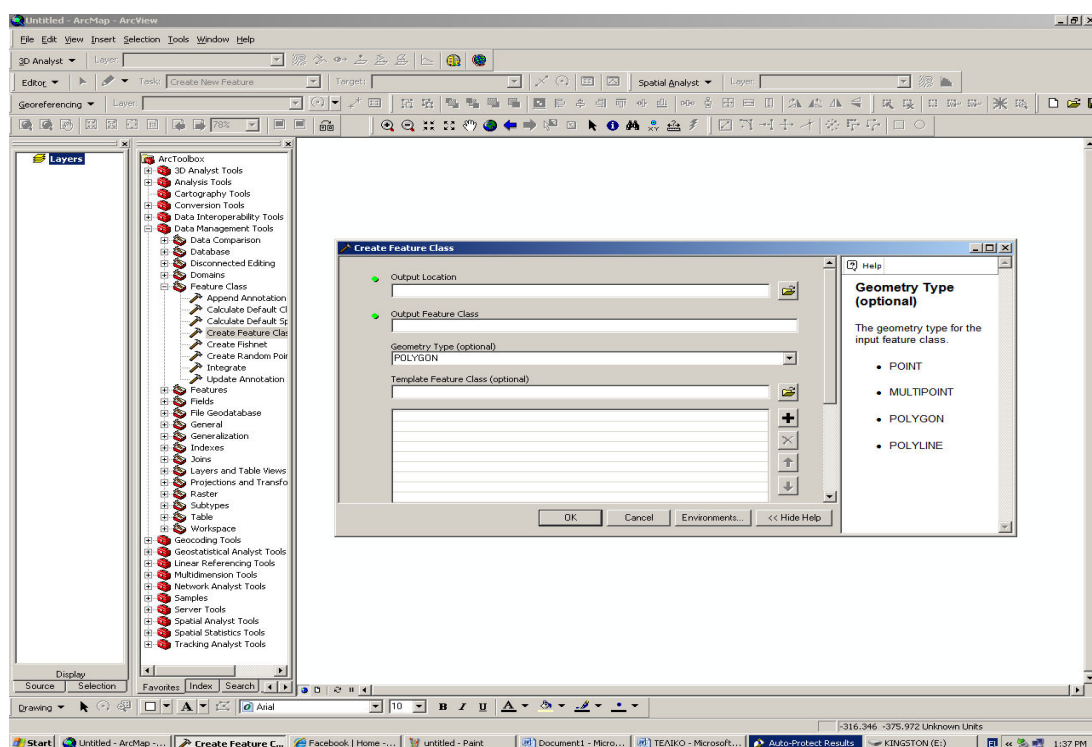 Untitled - ArcMap - ArcView
File Edit View Insert Selection Tools Window Help
3D Analyst Layer:
Editor Task: Create New Feature Target: Spatial Analyst Layer:
Georeferencing Layer:
78%
Layers
ArcToolbox
3D Analyst Tools
Analysis Tools
Cartography Tools
Conversion Tools
Data Interoperability Tools
Data Management Tools
Data Comparison
Database
Disconnected Editing
Domains
Feature Class
Append Annotation
Calculate Default Cl
Calculate Default Sp
Create Feature Clas
Create Fishnet
Create Random Poir
Integrate
Update Annotation
Features
Fields
File Geodatabase
General
Generalization
Indexes
Joins
Layers and Table Views
Projections and Transfo
Raster
Subtypes
Table
Workspace
Geocoding Tools
Geostatistical Analyst Tools
Linear Referencing Tools
Multidimension Tools
Network Analyst Tools
Samples
Server Tools
Spatial Analyst Tools
Spatial Statistics Tools
Tracking Analyst Tools
Create Feature Class
Output Location
Output Feature Class
Geometry Type (optional)
POLYGON
Template Feature Class (optional)
OK Cancel Environments... << Hide Help
Help
Geometry Type
(optional)
The geometry type for the
input feature class.
• POINT
• MULTIPOINT
• POLYGON
• POLYLINE
Display
Source Selection
Favorites Index Search
Drawing A Arial 10 B I U A
-316.346 -375.972 Unknown Units
Start Untitled - ArcMap -... Create Feature C... Facebook | Home -... untitled - Paint Document1 - Micro... ΤΕΛΙΚΟ - Microsoft... Auto-Protect Results KINGSTON (E:) « 1:37 PM